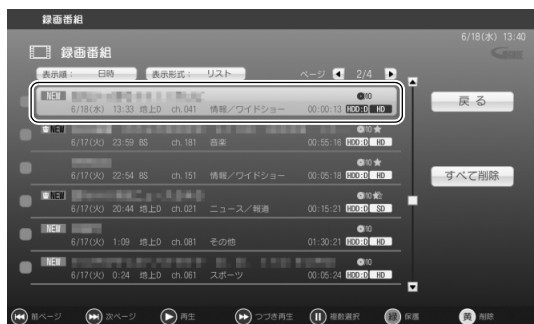 録画番組
6/18(水) 13:40
録画番組
表示順： 日時 表示形式： リスト ページ 2/4
NEW 10
6/18(水) 13:33 地上D ch.041 情報／ワイドショー 00:00:13 HDD:D HD
戻る
NEW 10★
6/17(火) 23:59 BS ch.181 音楽 00:55:16 HDD:D HD
10★
6/17(火) 22:54 BS ch.151 情報／ワイドショー 00:05:18 HDD:D HD
すべて削除
NEW 10
6/17(火) 20:44 地上D ch.021 ニュース／報道 00:15:21 HDD:D SD
NEW 10
6/17(火) 1:09 地上D ch.081 その他 01:30:21 HDD:D HD
NEW 10
6/17(火) 0:24 地上D ch.061 スポーツ 00:05:24 HDD:D HD
前ページ 次ページ 再生 つづき再生 複数選択 緑 保護 黄 削除